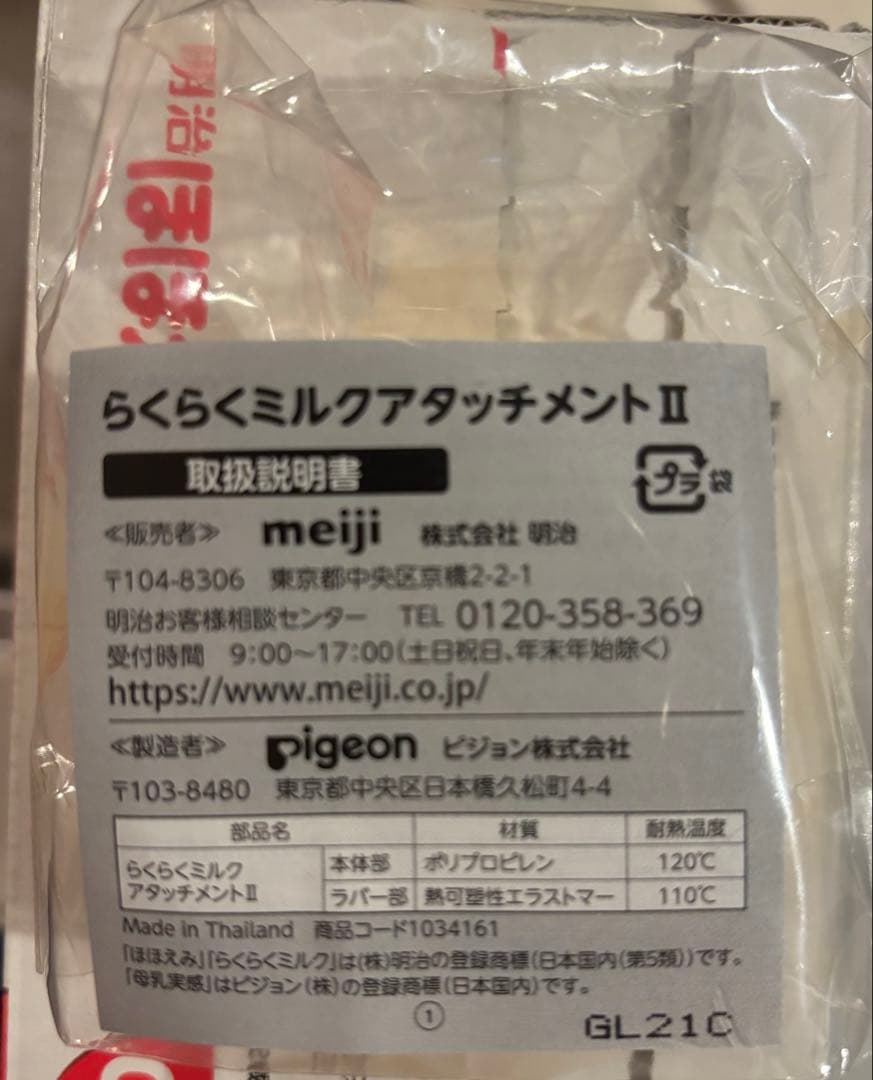 明治
ほほ
らくらくミルクアタッチメントⅡ
取扱説明書
プラ 袋
≪販売者≫ meiji 株式会社 明治
〒104-8306 東京都中央区京橋2-2-1
明治お客様相談センター TEL 0120-358-369
受付時間 9:00～17:00(土日祝日、年末年始除く)
https://www.meiji.co.jp/
≪製造者≫ pigeon ピジョン株式会社
〒103-8480 東京都中央区日本橋久松町4-4
部品名 材質 耐熱温度
らくらくミルク
アタッチメントⅡ
本体部 ポリプロピレン 120℃
ラバー部 熱可塑性エラストマー 110℃
Made in Thailand 商品コード1034161
「ほほえみ」「らくらくミルク」は(株)明治の登録商標(日本国内(第5類))です。
「母乳実感」はピジョン(株)の登録商標(日本国内)です。
①
GL21C